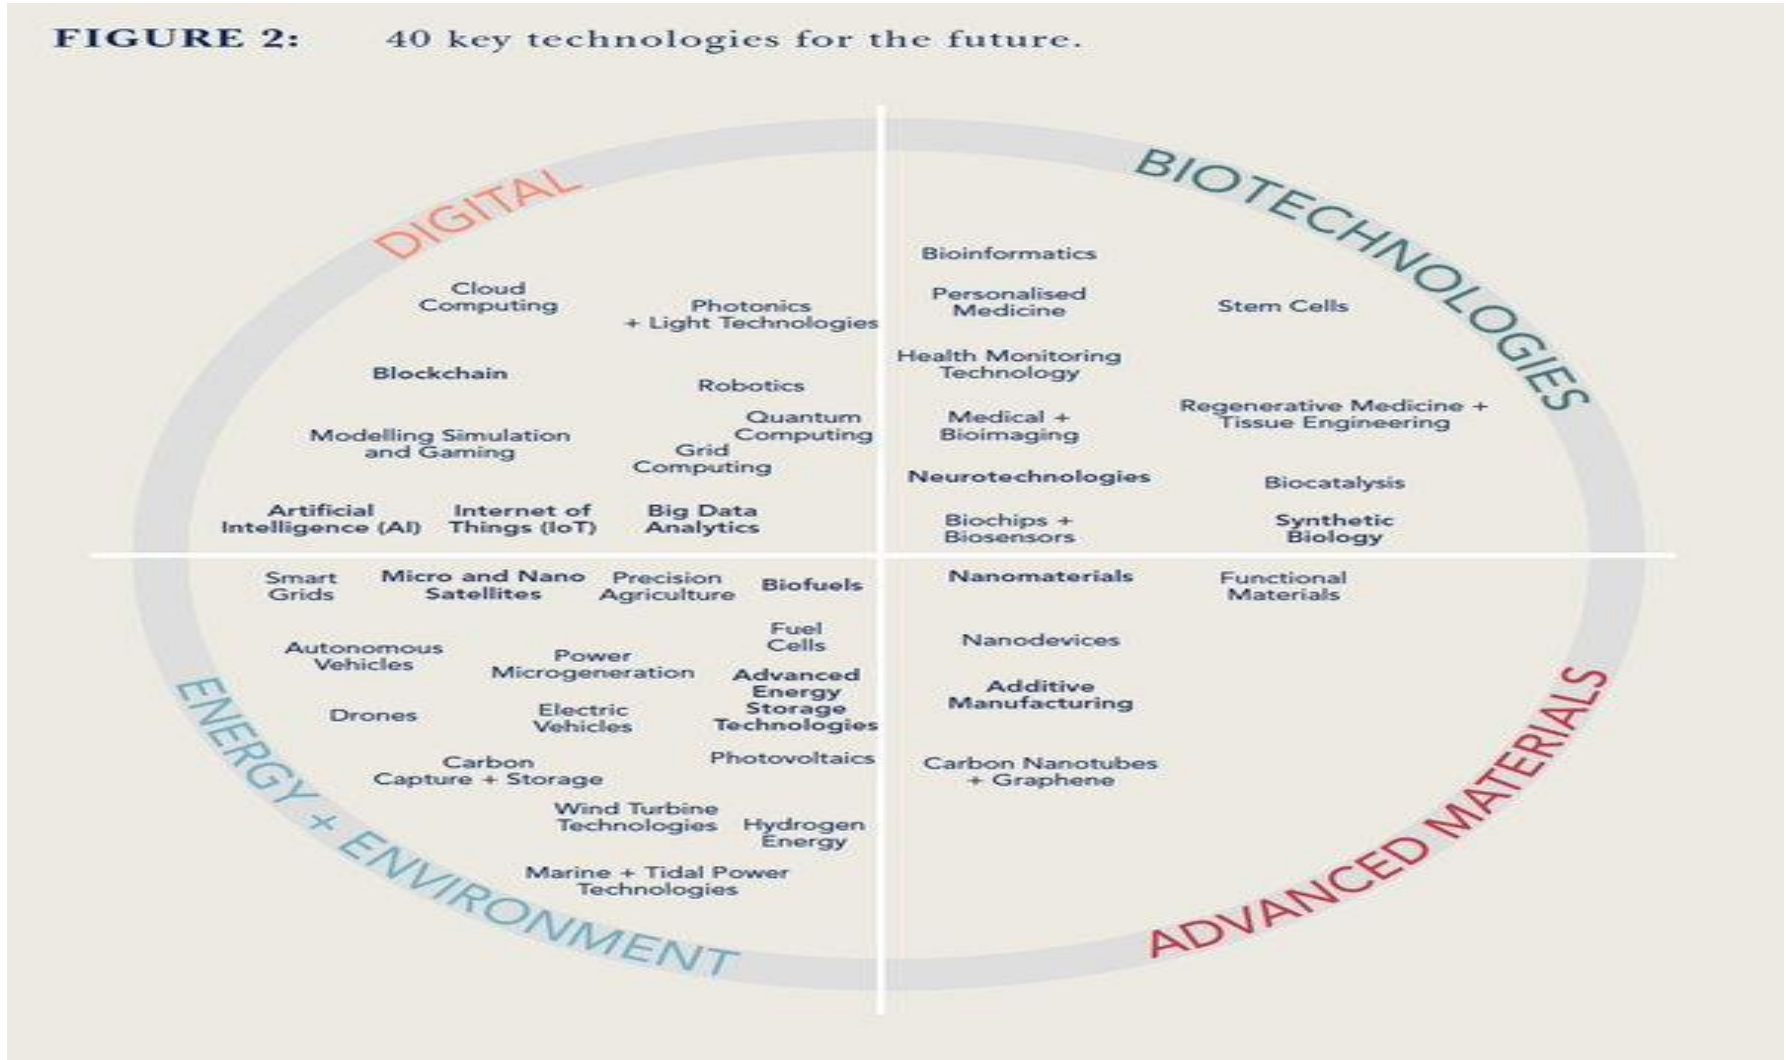 FIGURE 2: 40 key technologies for the future.
DIGITAL
Cloud
Computing
Photonics
+ Light Technologies
Blockchain
Robotics
Quantum
Computing
Modelling Simulation
and Gaming
Grid
Computing
Artificial
Intelligence (AI)
Internet of
Things (IoT)
Big Data
Analytics
BIOTECHNOLOGIES
Bioinformatics
Personalised
Medicine
Stem Cells
Health Monitoring
Technology
Medical +
Bioimaging
Regenerative Medicine +
Tissue Engineering
Neurotechnologies
Biocatalysis
Biochips +
Biosensors
Synthetic
Biology
ENERGY + ENVIRONMENT
Smart
Grids
Micro and Nano
Satellites
Precision
Agriculture
Biofuels
Fuel
Cells
Autonomous
Vehicles
Power
Microgeneration
Advanced
Energy
Storage
Technologies
Drones
Electric
Vehicles
Photovoltaics
Carbon
Capture + Storage
Wind Turbine
Technologies
Hydrogen
Energy
Marine + Tidal Power
Technologies
ADVANCED MATERIALS
Nanomaterials
Functional
Materials
Nanodevices
Additive
Manufacturing
Carbon Nanotubes
+ Graphene